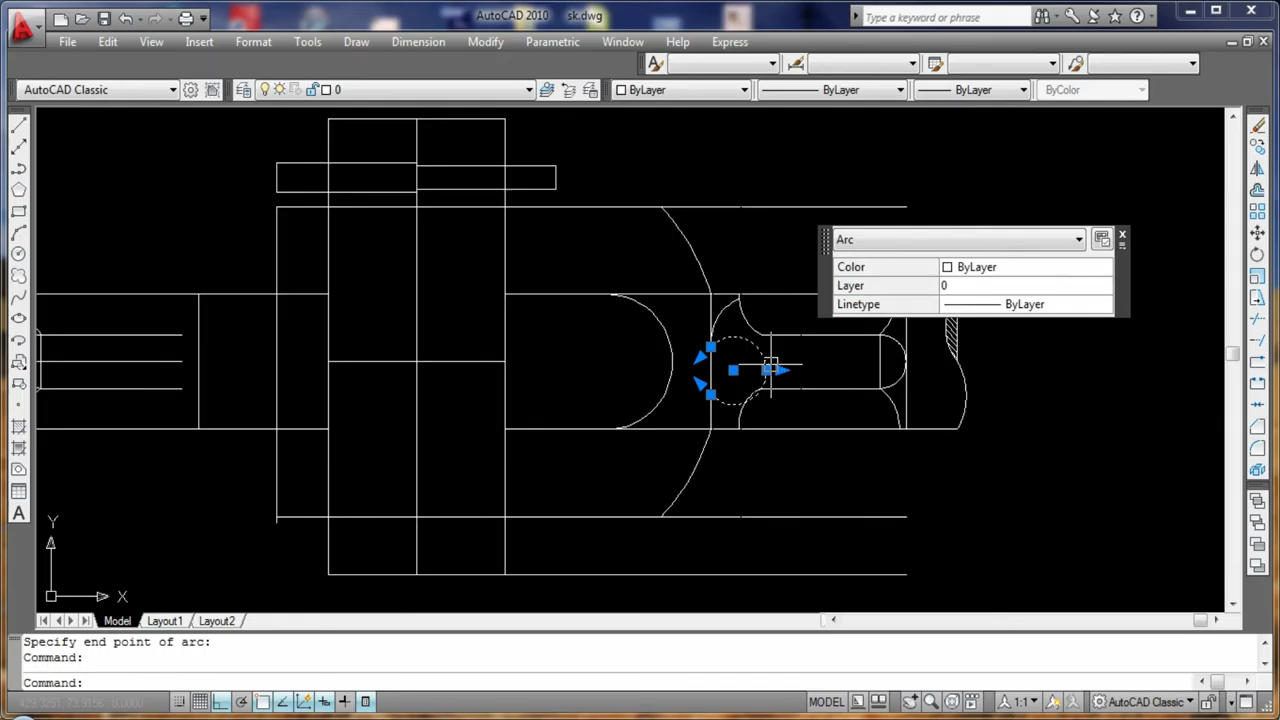 AutoCAD 2010 sk.dwg
Type a keyword or phrase
File Edit View Insert Format Tools Draw Dimension Modify Parametric Window Help Express
AutoCAD Classic
0
ByLayer
ByLayer
ByLayer
ByColor
Arc
Color ByLayer
Layer 0
Linetype ByLayer
Y
X
Model Layout1 Layout2
Specify end point of arc:
Command:
Command:
MODEL
1:1
AutoCAD Classic